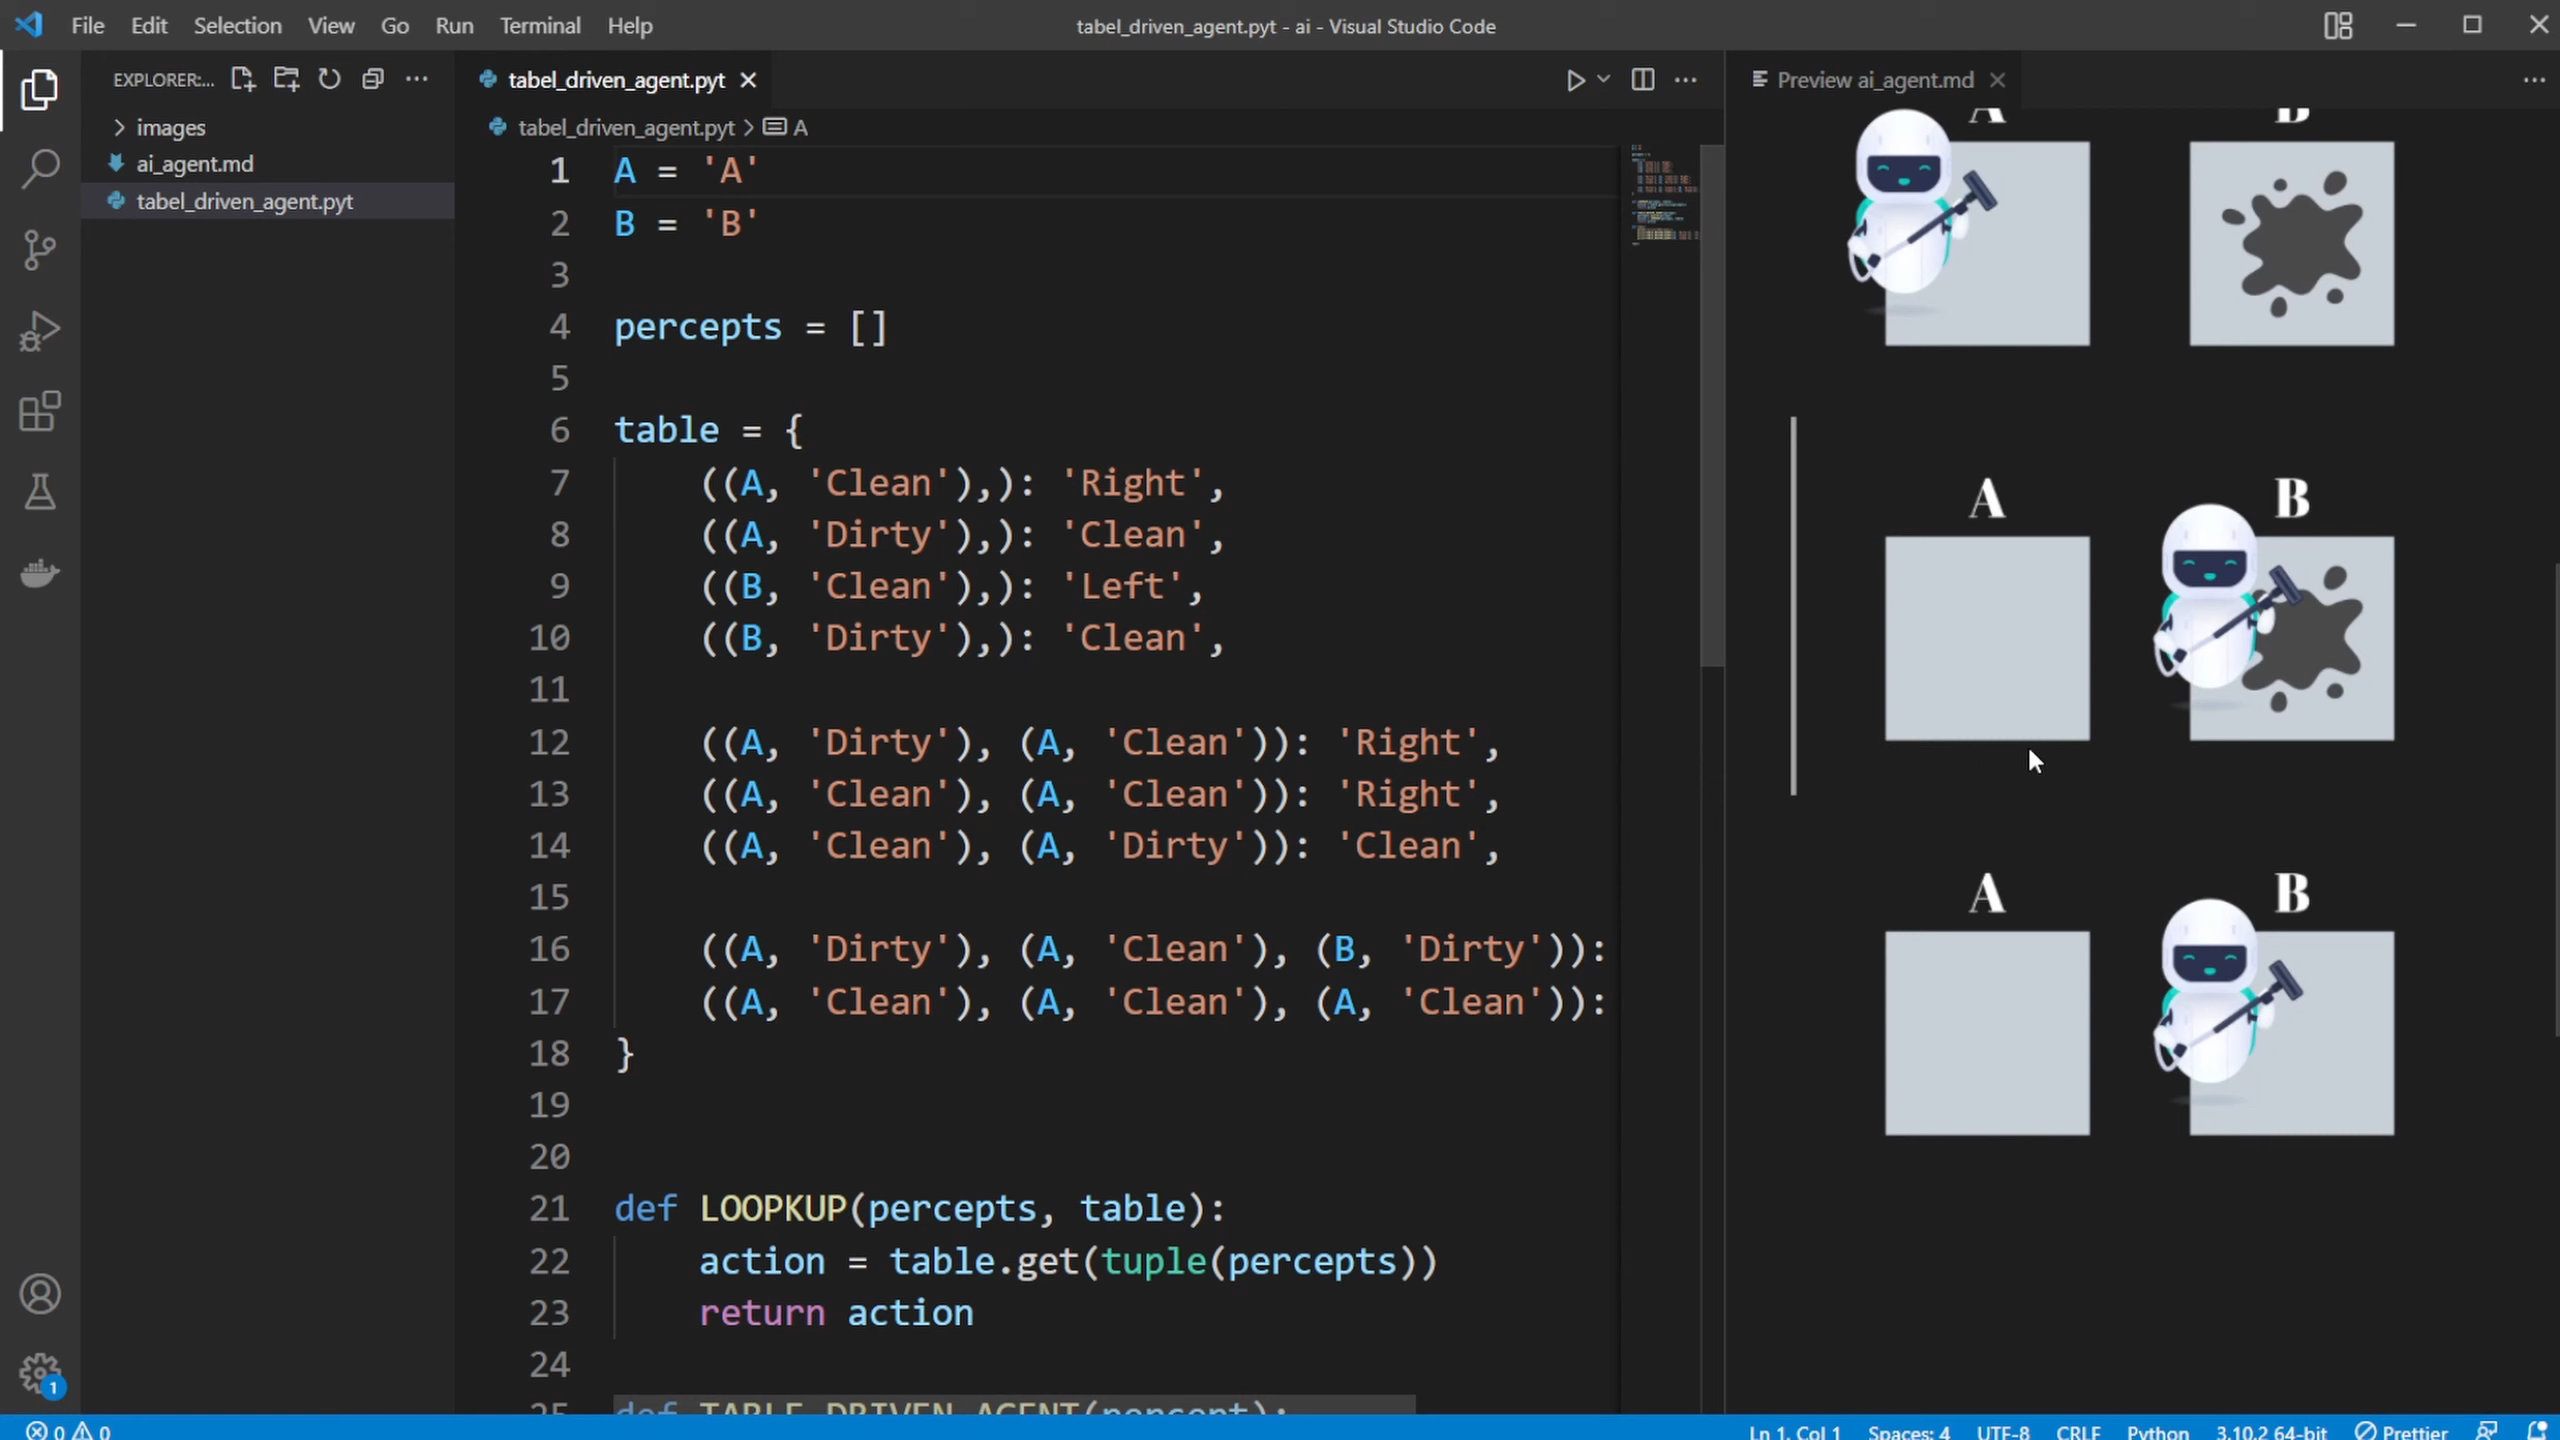 File Edit Selection View Go Run Terminal Help
tabel_driven_agent.pyt - ai - Visual Studio Code
EXPLORER:...
images
ai_agent.md
tabel_driven_agent.pyt
tabel_driven_agent.pyt
tabel_driven_agent.pyt > A
1 A = 'A'
2 B = 'B'
3
4 percepts = []
5
6 table = {
7 ((A, 'Clean'),): 'Right',
8 ((A, 'Dirty'),): 'Clean',
9 ((B, 'Clean'),): 'Left',
10 ((B, 'Dirty'),): 'Clean',
11
12 ((A, 'Dirty'), (A, 'Clean')): 'Right',
13 ((A, 'Clean'), (A, 'Clean')): 'Right',
14 ((A, 'Clean'), (A, 'Dirty')): 'Clean',
15
16 ((A, 'Dirty'), (A, 'Clean'), (B, 'Dirty')):
17 ((A, 'Clean'), (A, 'Clean'), (A, 'Clean')):
18 }
19
20
21 def LOOPKUP(percepts, table):
22 action = table.get(tuple(percepts))
23 return action
24
25 def TABLE_DRIVEN_AGENT(percept):
Preview ai_agent.md
A B
A B
A B
1
0 0
Ln 1, Col 1 Spaces: 4 UTF-8 CRLF Python 3.10.2 64-bit Prettier